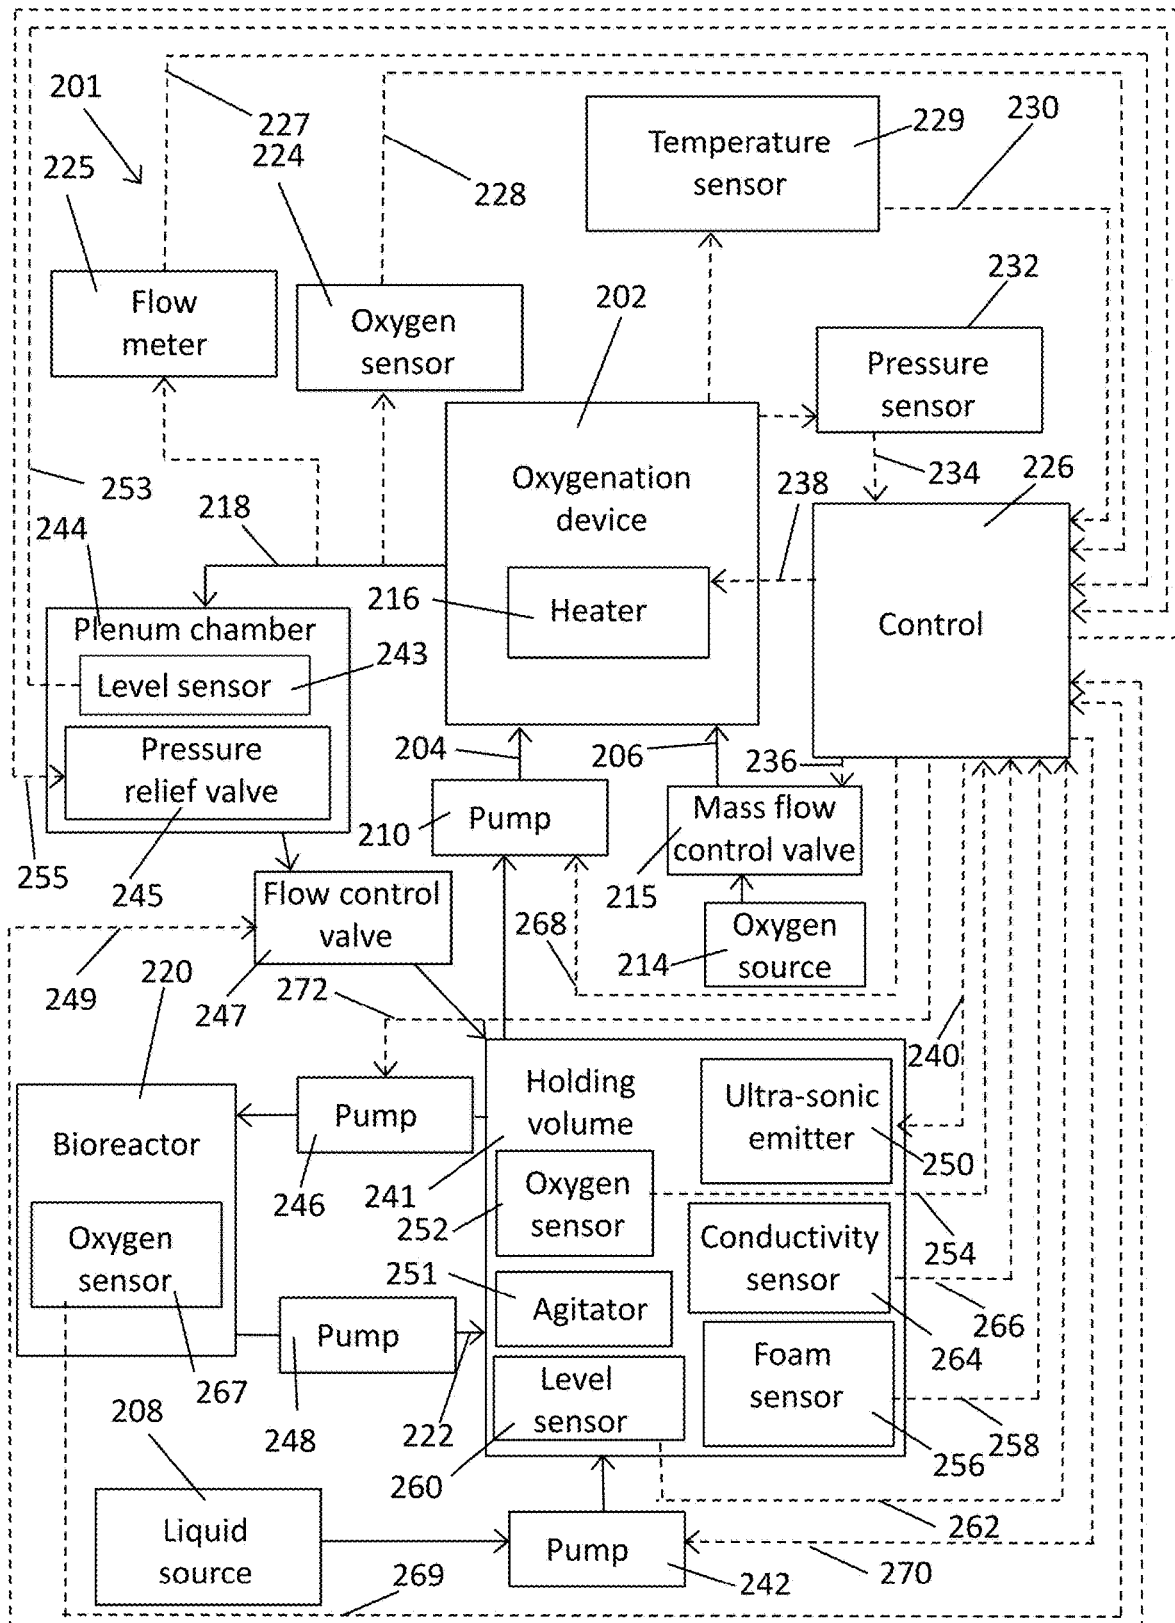 201
227
224
225
228
Temperature
sensor
229
230
Flow
meter
Oxygen
sensor
202
232
Pressure
sensor
253
218
244
Oxygenation
device
238
234
226
216
Heater
Control
Plenum chamber
243
Level sensor
Pressure
relief valve
204
206
236
210
Pump
Mass flow
control valve
255
245
215
Flow control
valve
268
Oxygen
source
214
249
220
247
272
240
Holding
volume
Ultra-sonic
emitter
250
Bioreactor
Pump
246
241
252
Oxygen
sensor
254
Oxygen
sensor
Conductivity
sensor
251
Agitator
266
264
Pump
Foam
sensor
267
Level
sensor
208
248
222
258
256
260
262
Liquid
source
Pump
242
270
269